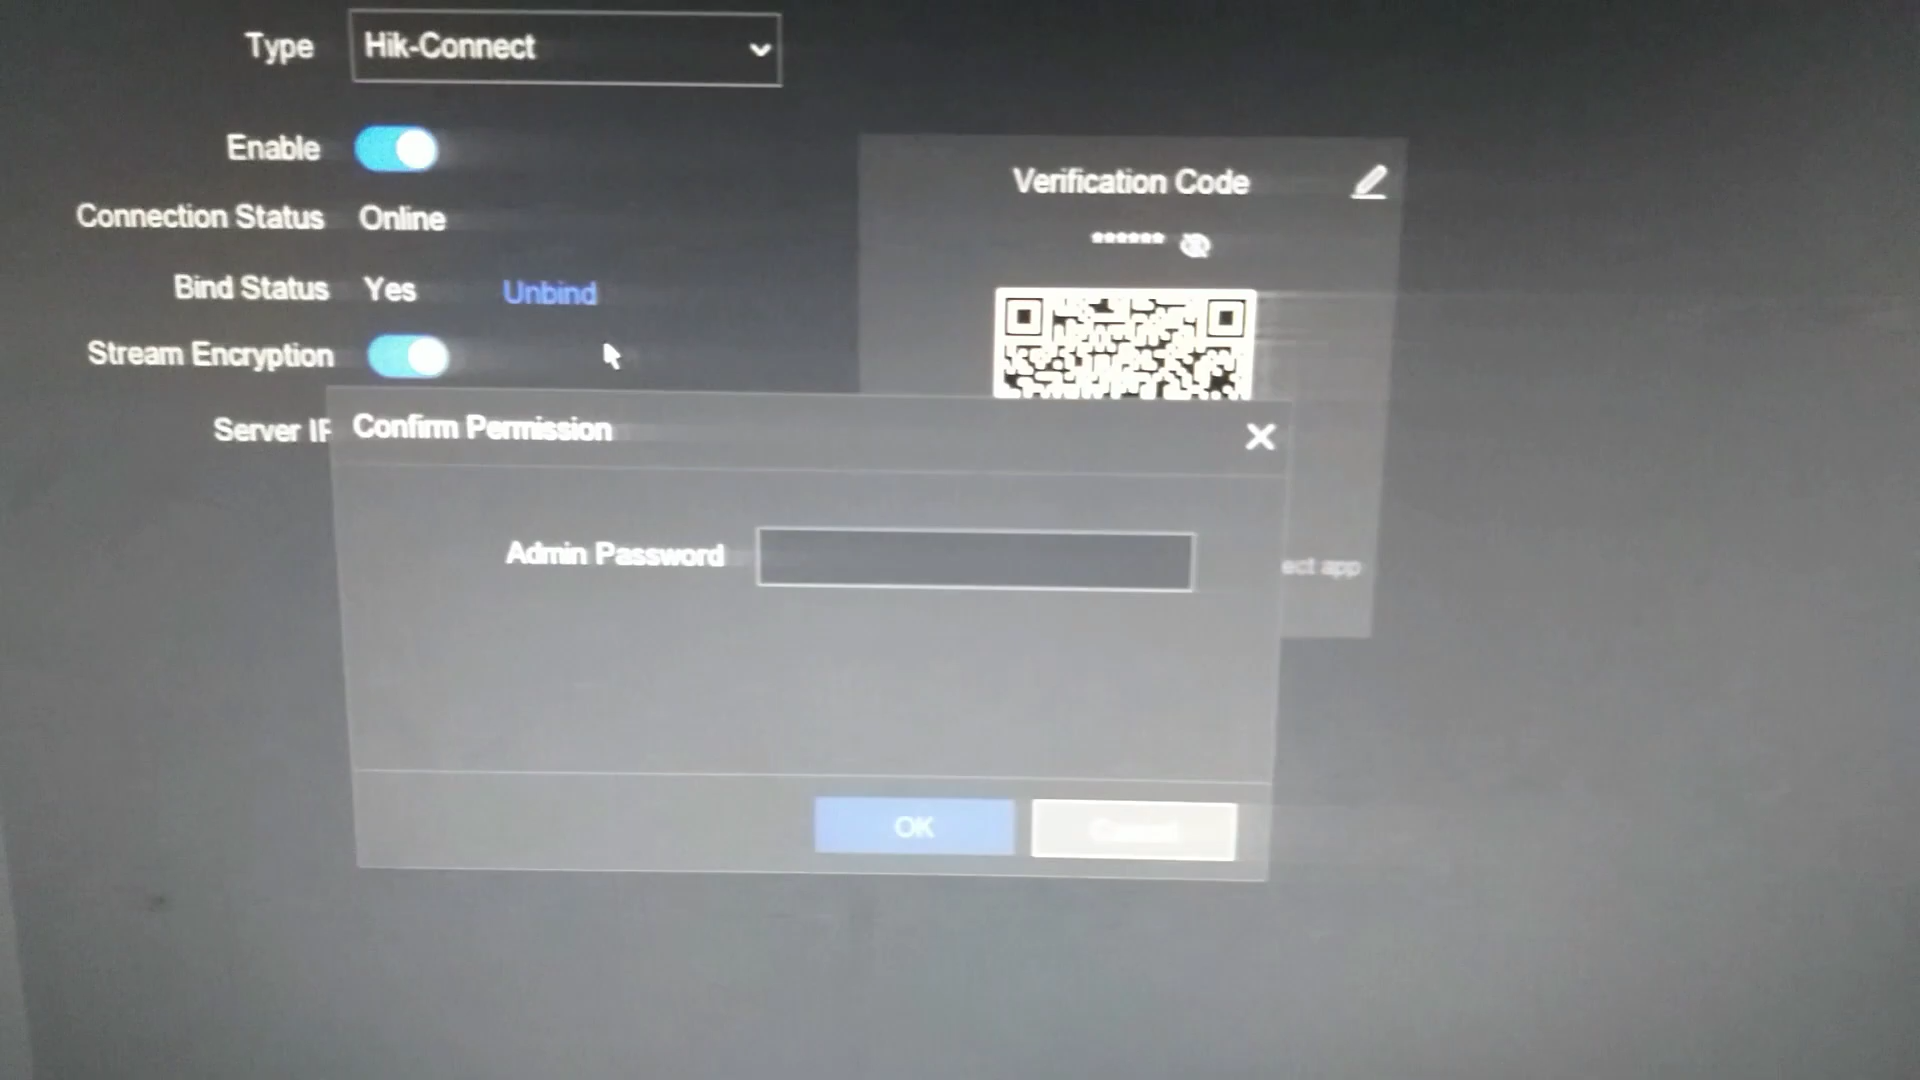 Type Hik-Connect
Enable
Verification Code
Connection Status Online
******
Bind Status Yes Unbind
Stream Encryption
Server IP
Confirm Permission
Admin Password
ect app
OK Cancel